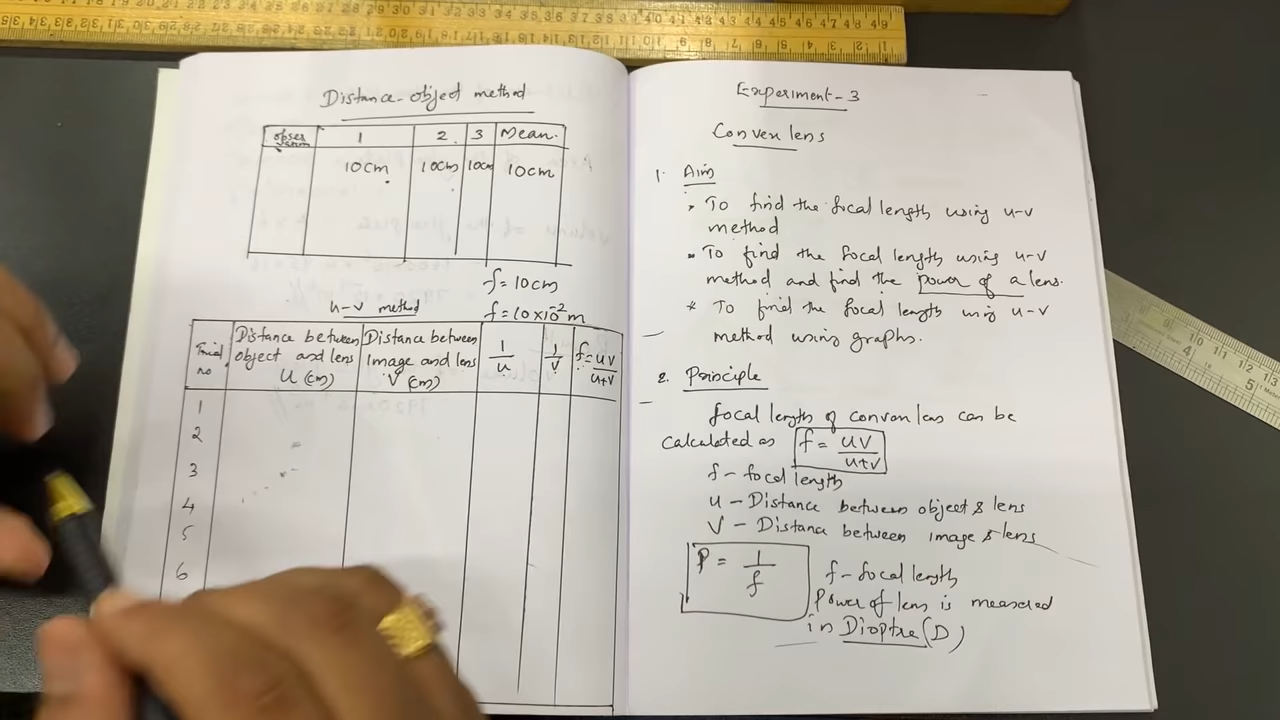 Distance-object method
obser vation 1 2 3 Mean.
10cm 10cm 10cm 10cm
f = 10cm
f = 10×10⁻² m
u-v method
Trial no Distance between object and lens U (cm) Distance between Image and lens V (cm) 1/u 1/v f = uv/u+v
1
2
3
4
5
6
Experiment-3
Convex lens
1. Aim
* To find the focal length using u-v
method
* To find the focal length using u-v
method and find the power of a lens.
* To find the focal length using u-v
method using graphs.
2. Principle
focal length of convex lens can be
Calculated as f = uv/u+v
f - focal length
u - Distance between object & lens
V - Distance between image & lens
P = 1/f
f - focal length
Power of lens is measured
in Dioptre (D)